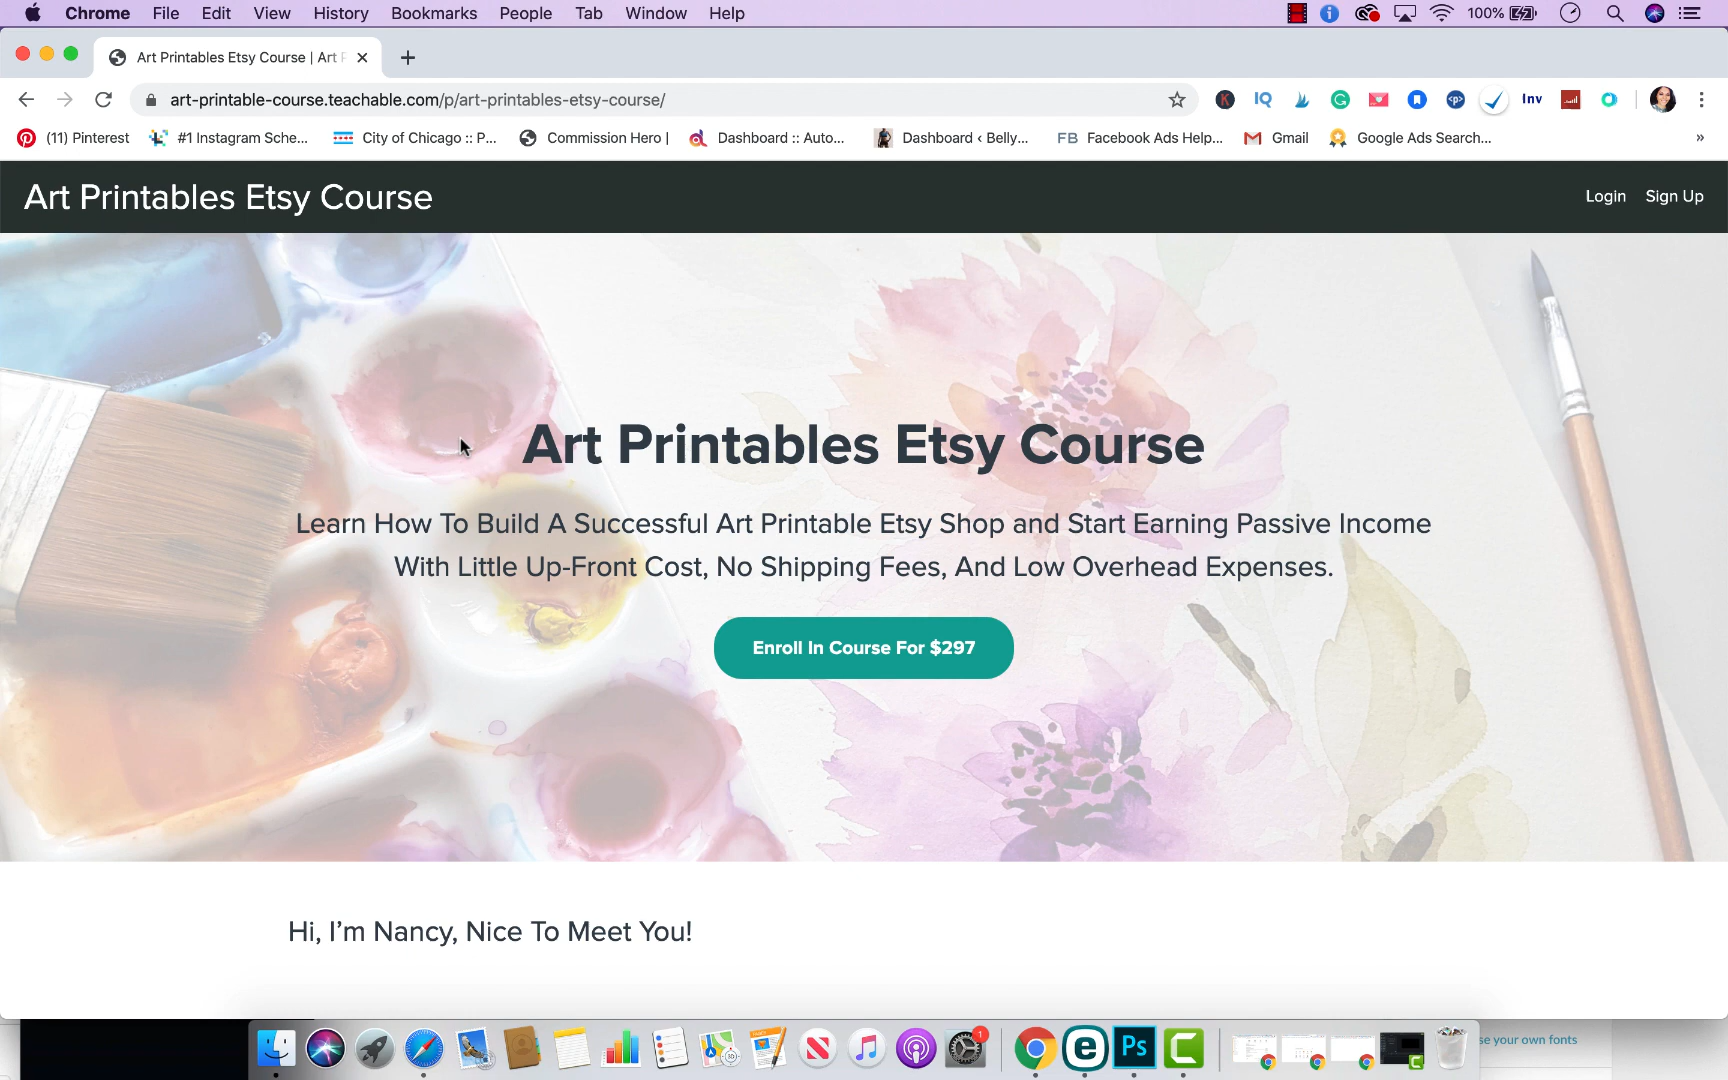 Chrome File Edit View History Bookmarks People Tab Window Help 100%
Art Printables Etsy Course | Art
art-printable-course.teachable.com/p/art-printables-etsy-course/
IQ
Inv
(11) Pinterest #1 Instagram Sche... City of Chicago :: P... Commission Hero | Dashboard :: Auto... Dashboard ‹ Belly... FB Facebook Ads Help... Gmail Google Ads Search... »
Art Printables Etsy Course Login Sign Up
Art Printables Etsy Course
Learn How To Build A Successful Art Printable Etsy Shop and Start Earning Passive Income
With Little Up-Front Cost, No Shipping Fees, And Low Overhead Expenses.
Enroll In Course For $297
Hi, I’m Nancy, Nice To Meet You!
1
Ps
se your own fonts